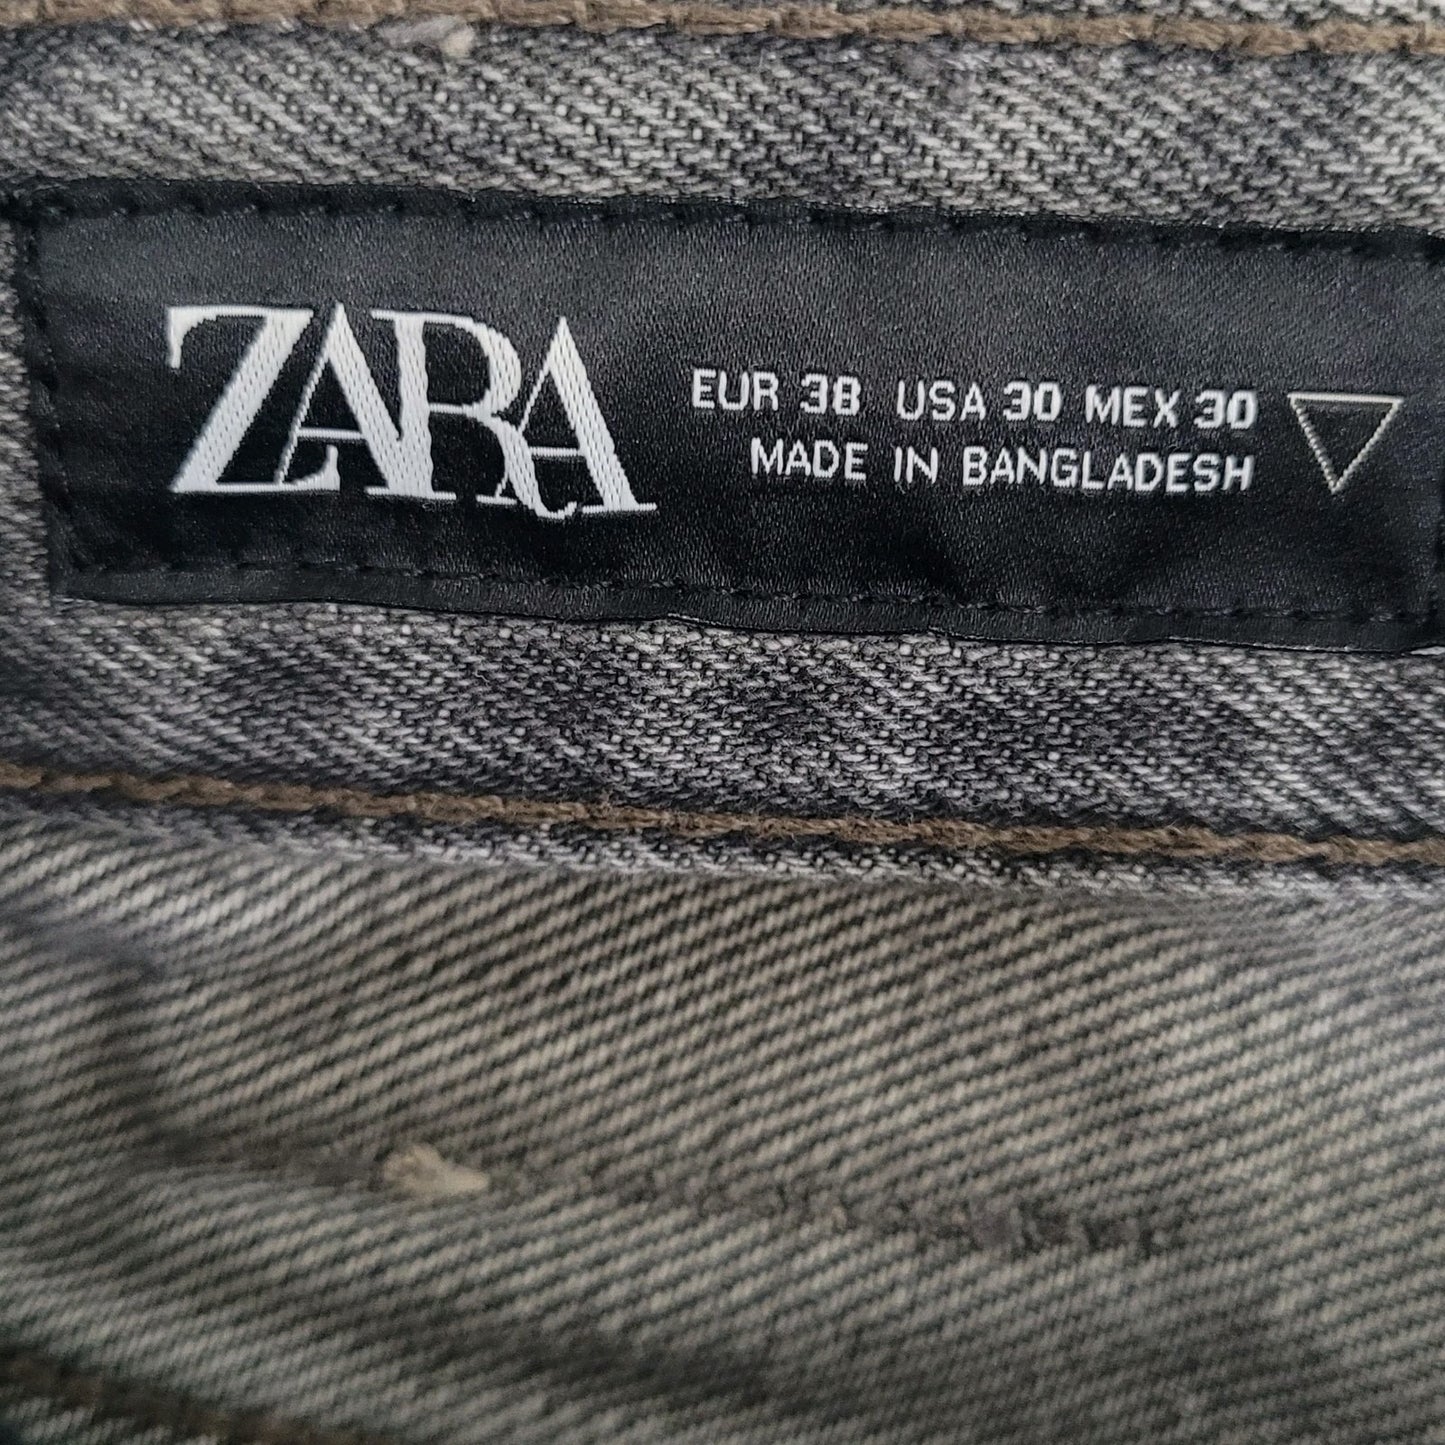 ZARA
EUR 38 USA 30 MEX 30
MADE IN BANGLADESH